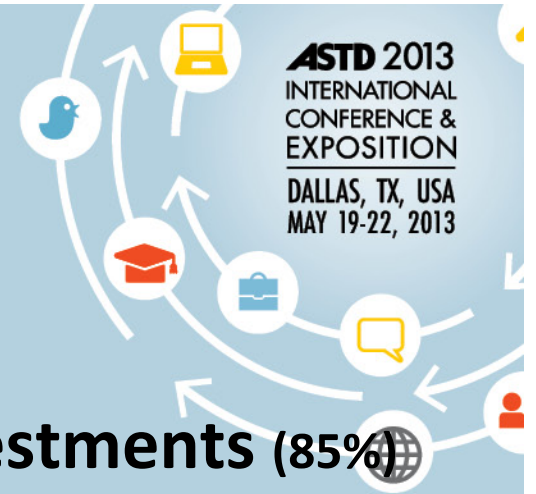 ASTD 2013
INTERNATIONAL
CONFERENCE &
EXPOSITION
DALLAS, TX, USA
MAY 19-22, 2013
estments (85%)